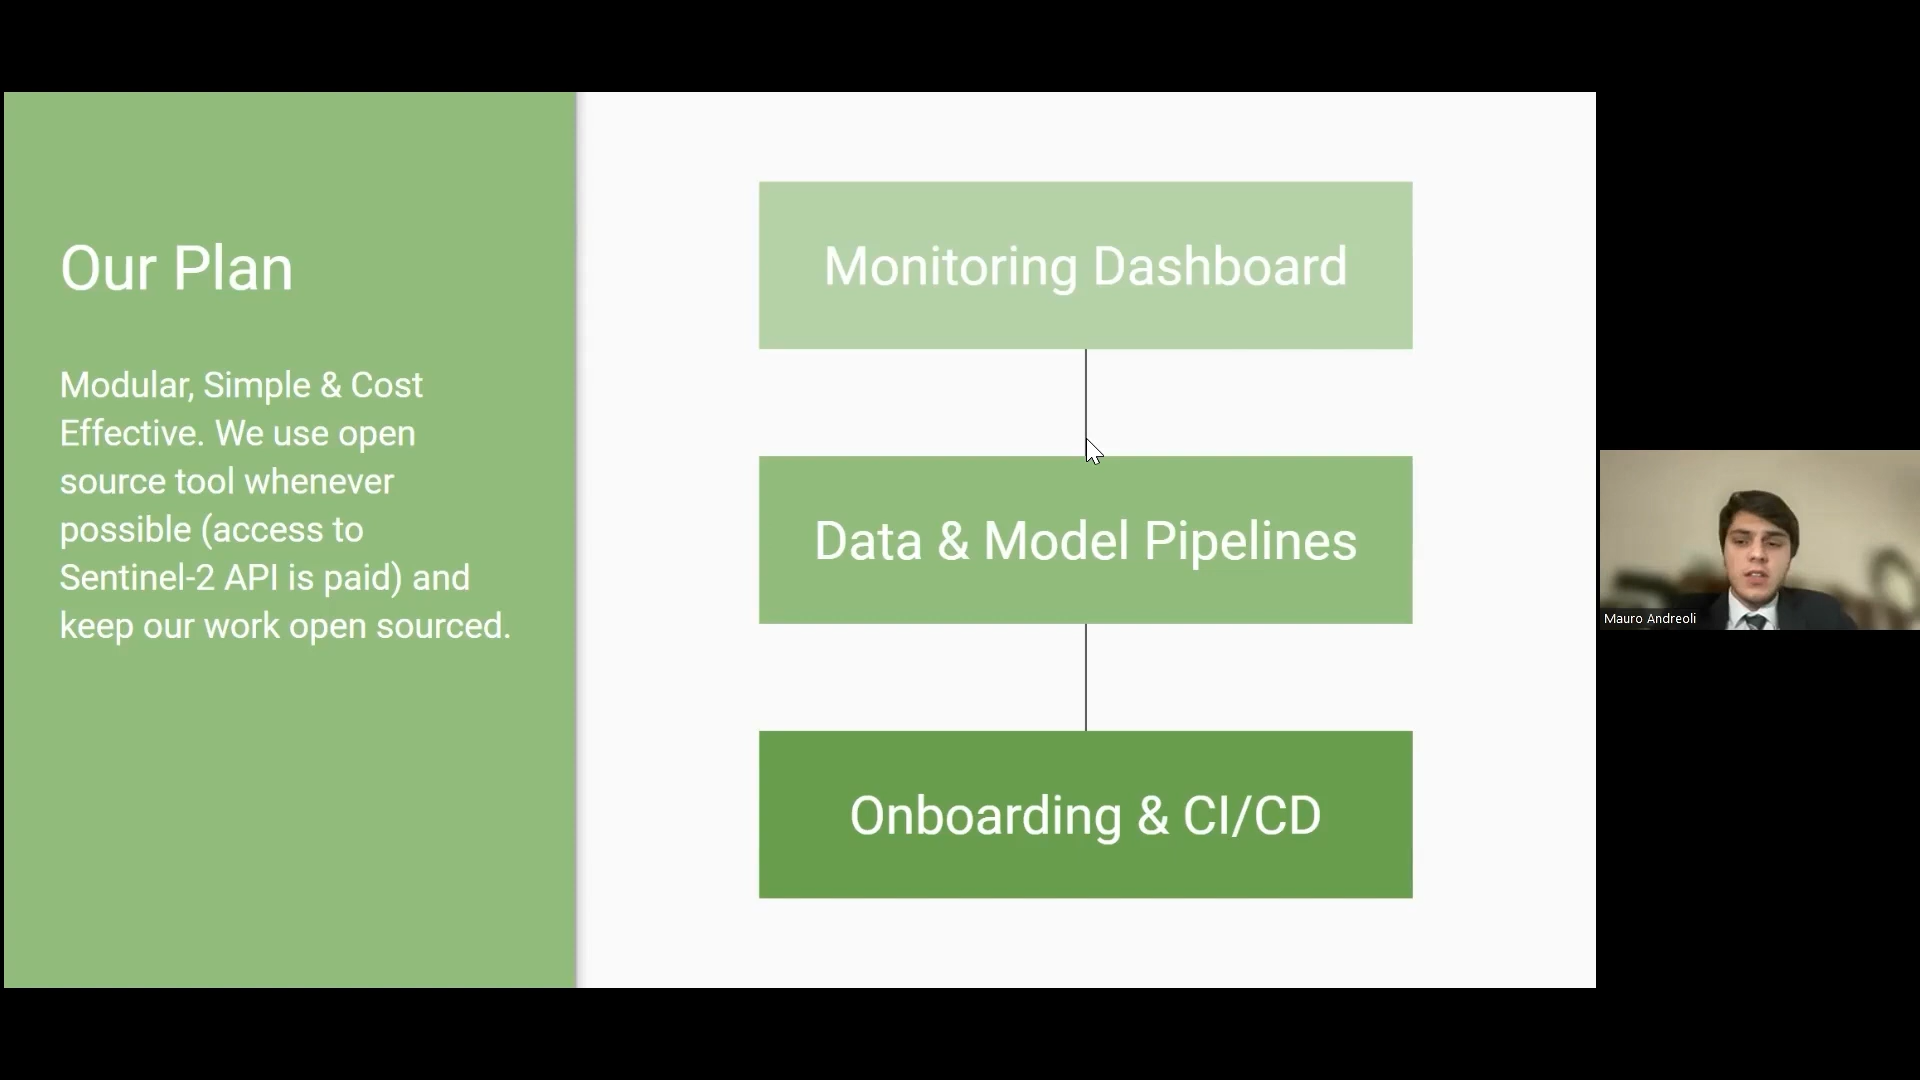 Our Plan
Modular, Simple & Cost
Effective. We use open
source tool whenever
possible (access to
Sentinel-2 API is paid) and
keep our work open sourced.
Monitoring Dashboard
Data & Model Pipelines
Onboarding & CI/CD
Mauro Andreoli